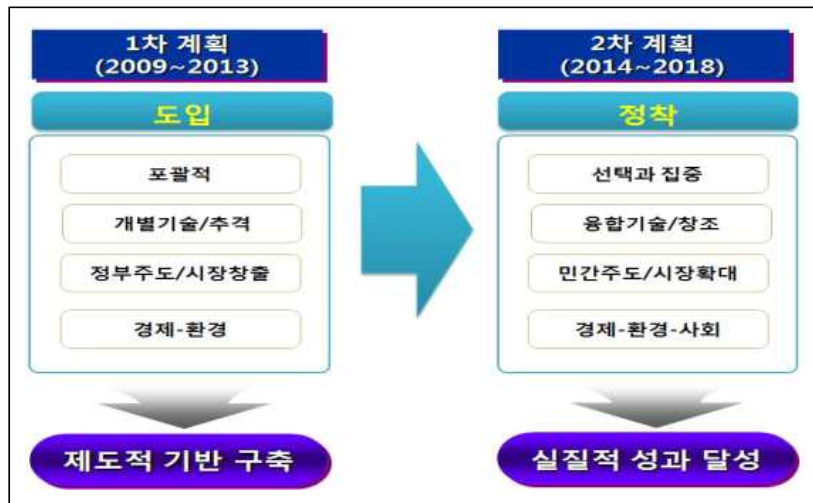 1차 계획
(2009~2013)
도입
포괄적
개별기술/추격
정부주도/시장창출
경제-환경
제도적 기반 구축
2차 계획
(2014~2018)
정착
선택과 집중
융합기술/창조
민간주도/시장확대
경제-환경-사회
실질적 성과 달성